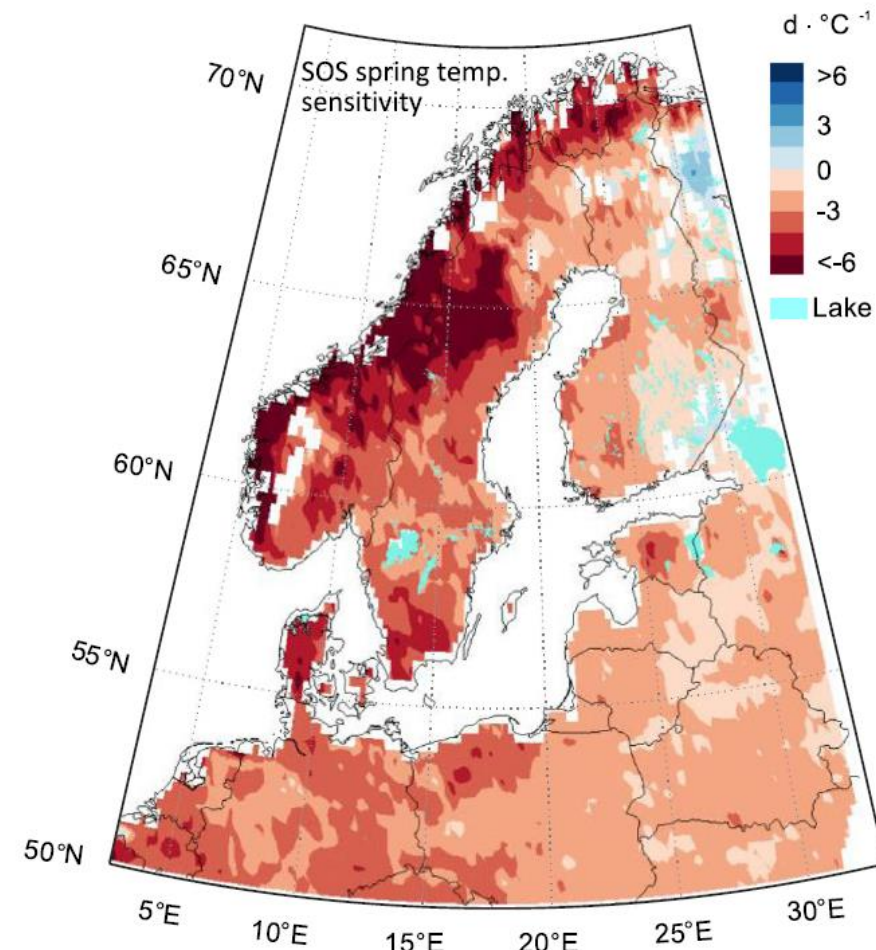 d · °C ⁻¹
70°N
SOS spring temp.
sensitivity
>6
3
0
-3
<-6
Lake
65°N
60°N
55°N
50°N
5°E
10°E
15°E
20°E
25°E
30°E